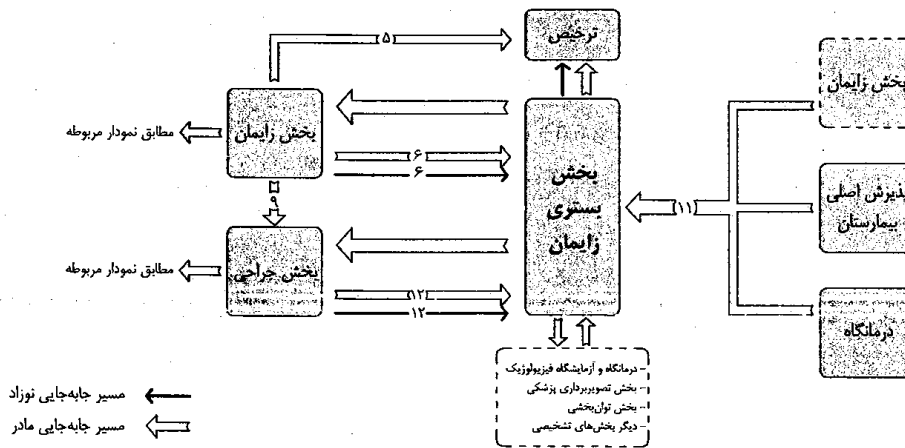 ترخیص
۵
بخش زایمان
بخش زایمان
مطابق نمودار مربوطه
۶
۶
بخش
بستری
زایمان
پذیرش اصلی
بیمارستان
۱۱
۹
بخش جراحی
مطابق نمودار مربوطه
۱۲
۱۲
درمانگاه
- درمانگاه و آزمایشگاه فیزیولوژیک
- بخش تصویربرداری پزشکی
- بخش توان‌بخشی
- دیگر بخش‌های تشخیصی
مسیر جابه‌جایی نوزاد
مسیر جابه‌جایی مادر